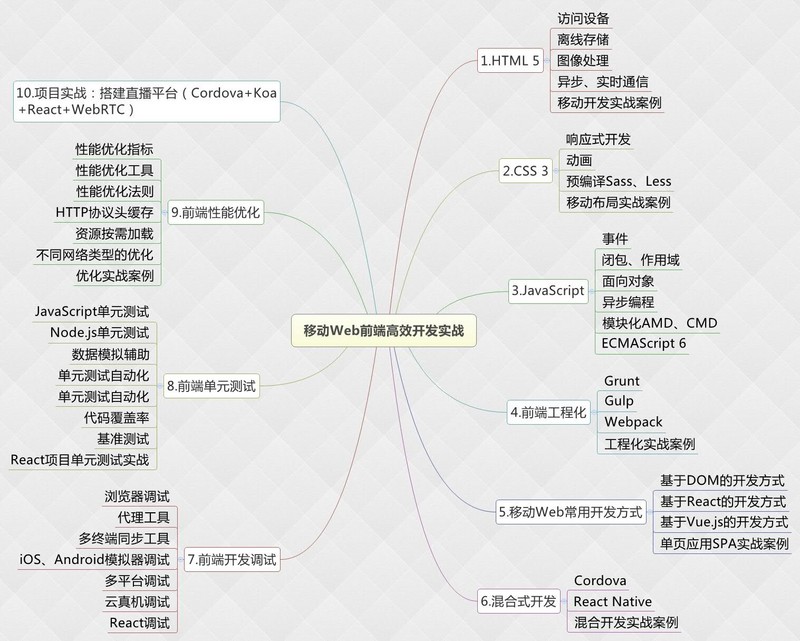 移动Web前端高效开发实战
1.HTML 5
访问设备
离线存储
图像处理
异步、实时通信
移动开发实战案例
2.CSS 3
响应式开发
动画
预编译Sass、Less
移动布局实战案例
3.JavaScript
事件
闭包、作用域
面向对象
异步编程
模块化AMD、CMD
ECMAScript 6
4.前端工程化
Grunt
Gulp
Webpack
工程化实战案例
5.移动Web常用开发方式
基于DOM的开发方式
基于React的开发方式
基于Vue.js的开发方式
单页应用SPA实战案例
6.混合式开发
Cordova
React Native
混合开发实战案例
7.前端开发调试
浏览器调试
代理工具
多终端同步工具
iOS、Android模拟器调试
多平台调试
云真机调试
React调试
8.前端单元测试
JavaScript单元测试
Node.js单元测试
数据模拟辅助
单元测试自动化
单元测试自动化
代码覆盖率
基准测试
React项目单元测试实战
9.前端性能优化
性能优化指标
性能优化工具
性能优化法则
HTTP协议头缓存
资源按需加载
不同网络类型的优化
优化实战案例
10.项目实战：搭建直播平台（Cordova+Koa
+React+WebRTC）